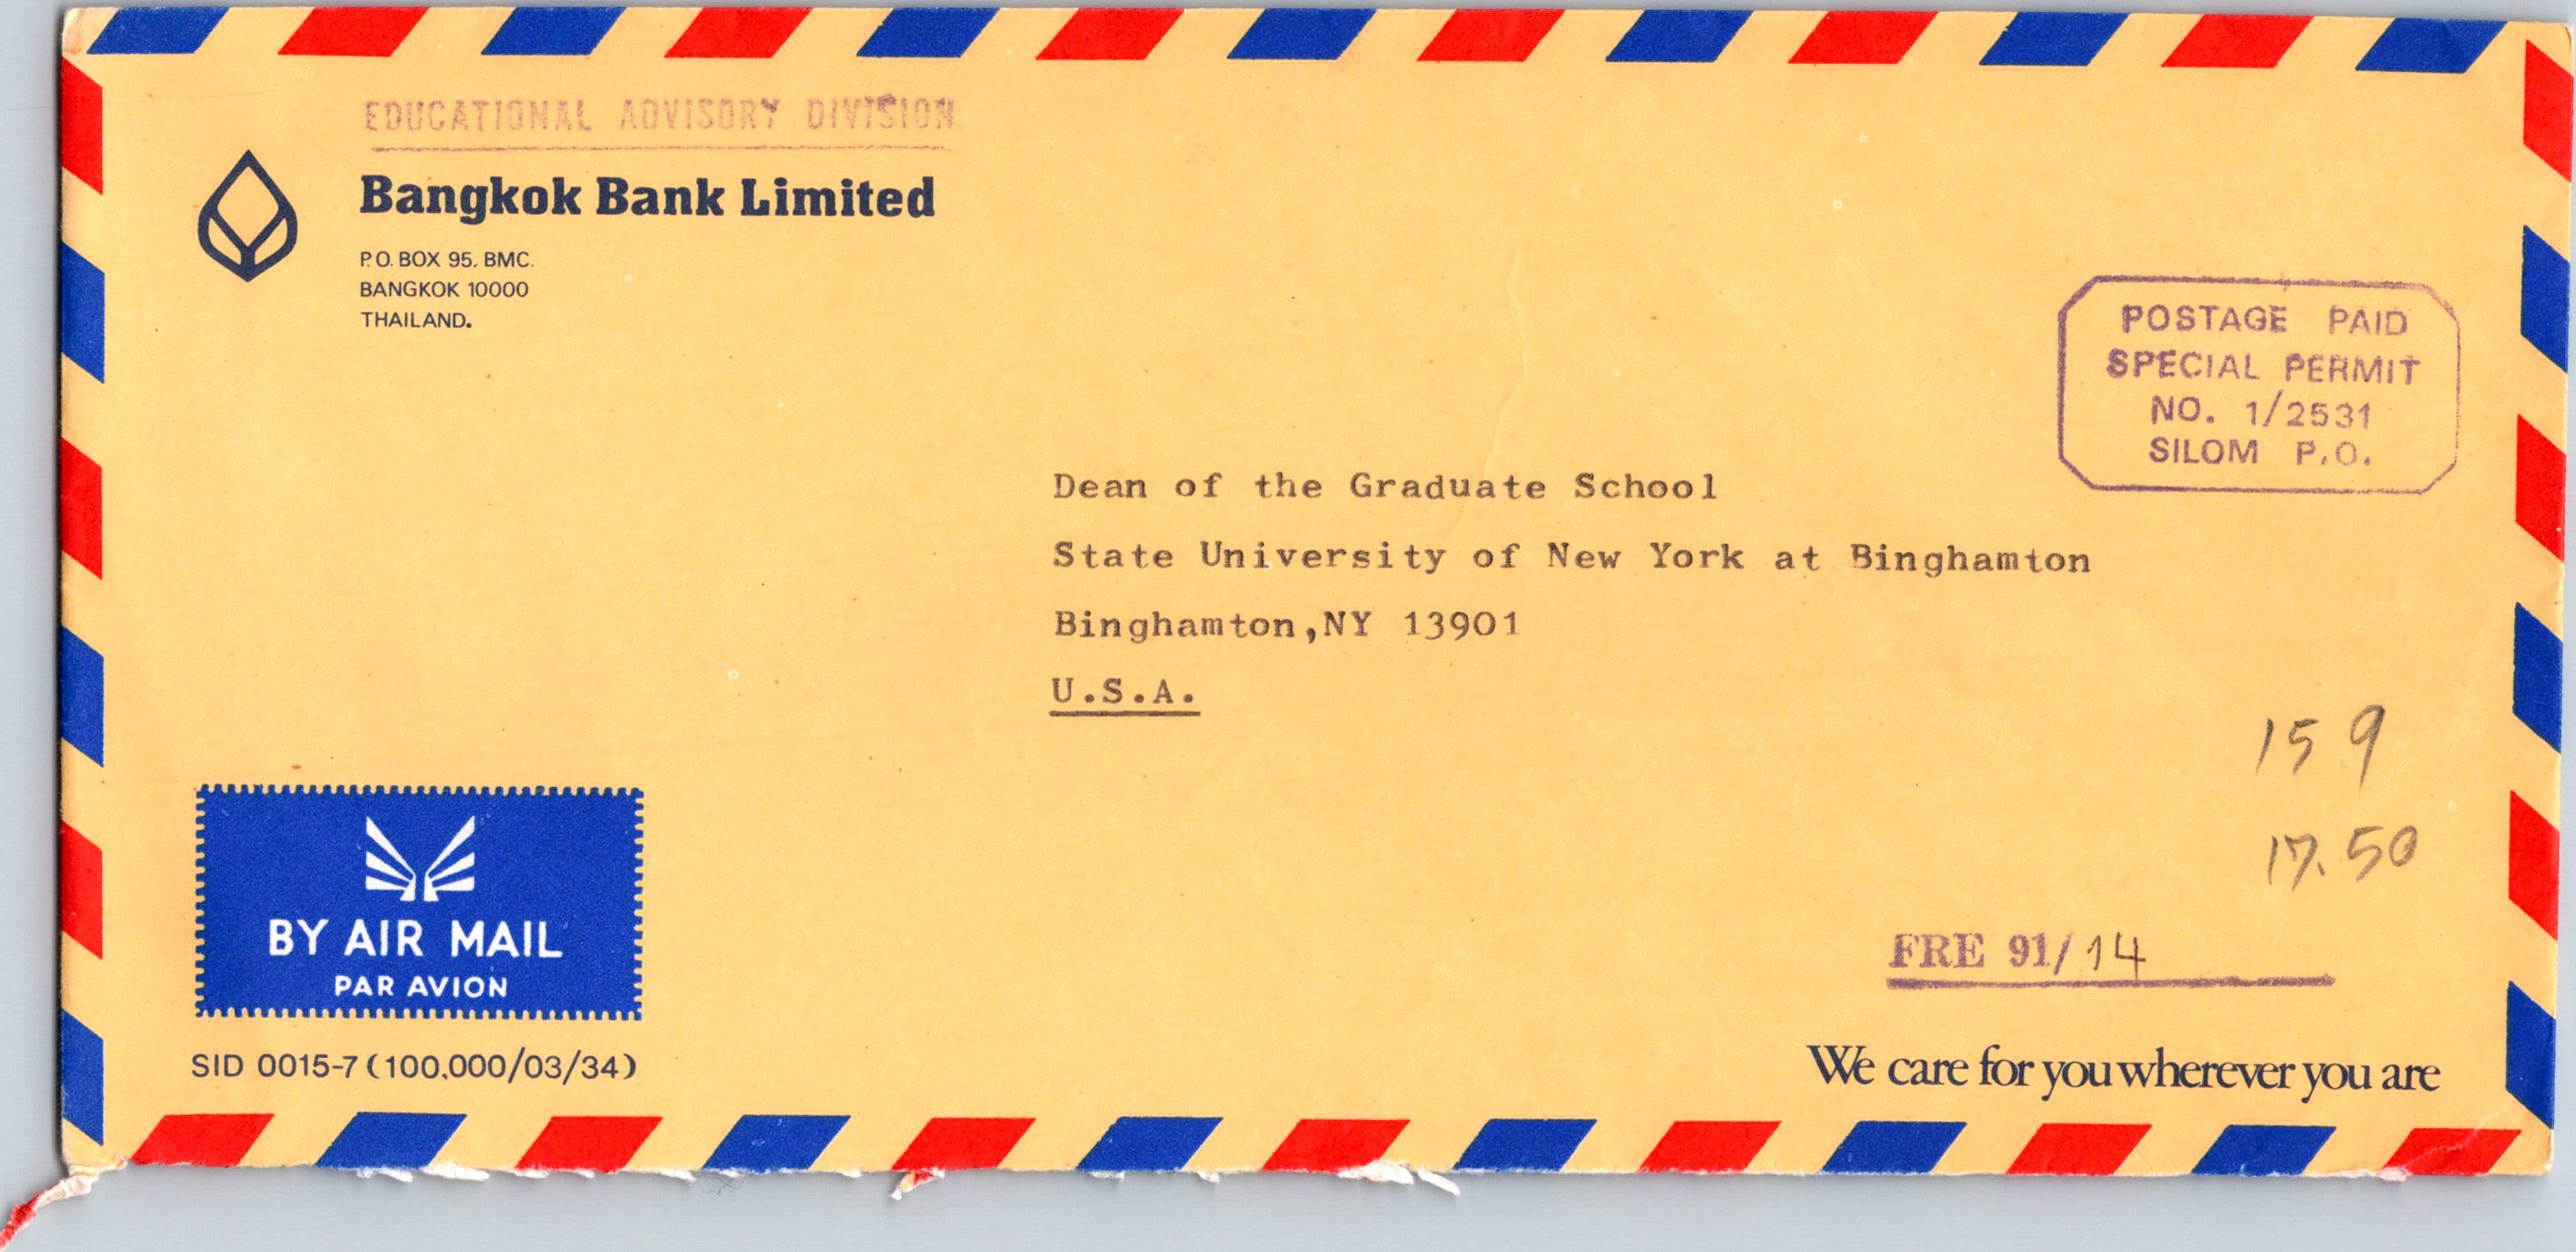 EDUCATIONAL ADVISORY DIVISION
Bangkok Bank Limited
P.O. BOX 95, BMC.
BANGKOK 10000
THAILAND.
POSTAGE PAID
SPECIAL PERMIT
NO. 1/2531
SILOM P.O.
Dean of the Graduate School
State University of New York at Binghamton
Binghamton,NY 13901
U.S.A.
15 9
17.50
BY AIR MAIL
PAR AVION
FRE 91/14
SID 0015-7 (100,000/03/34)
We care for you wherever you are